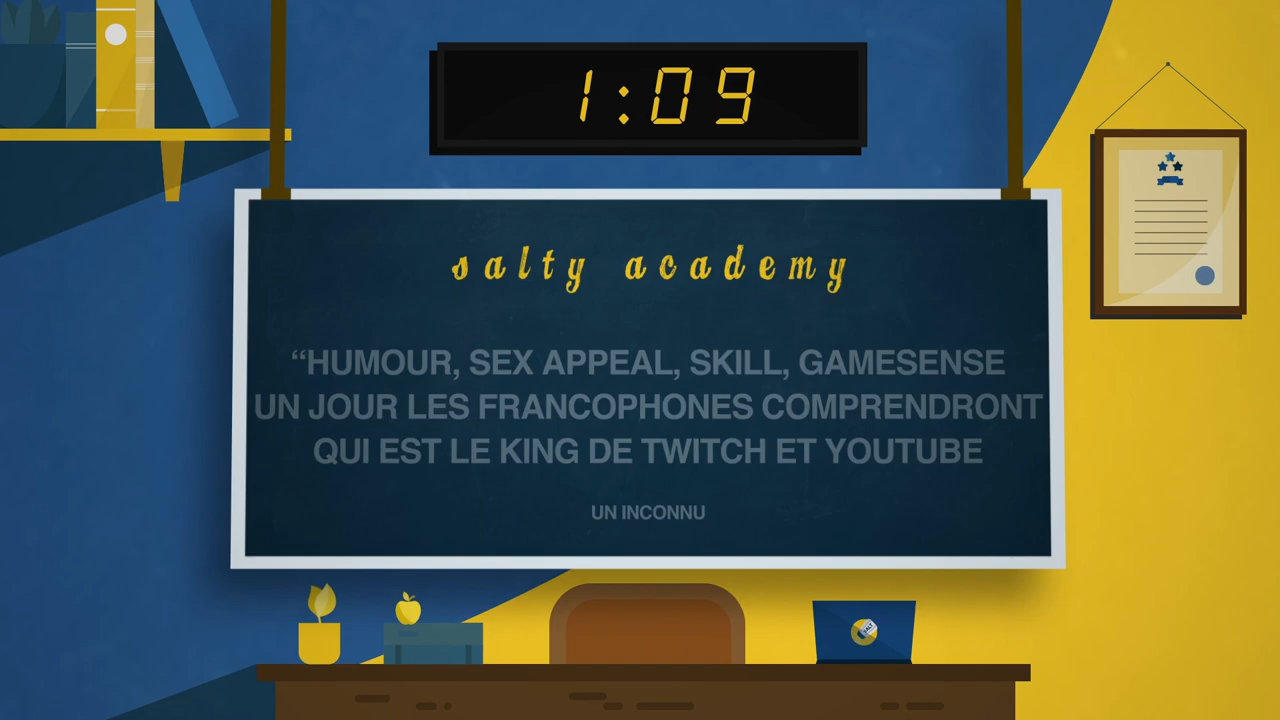 1:09
salty academy
“HUMOUR, SEX APPEAL, SKILL, GAMESENSE
UN JOUR LES FRANCOPHONES COMPRENDRONT
QUI EST LE KING DE TWITCH ET YOUTUBE
UN INCONNU
SALT